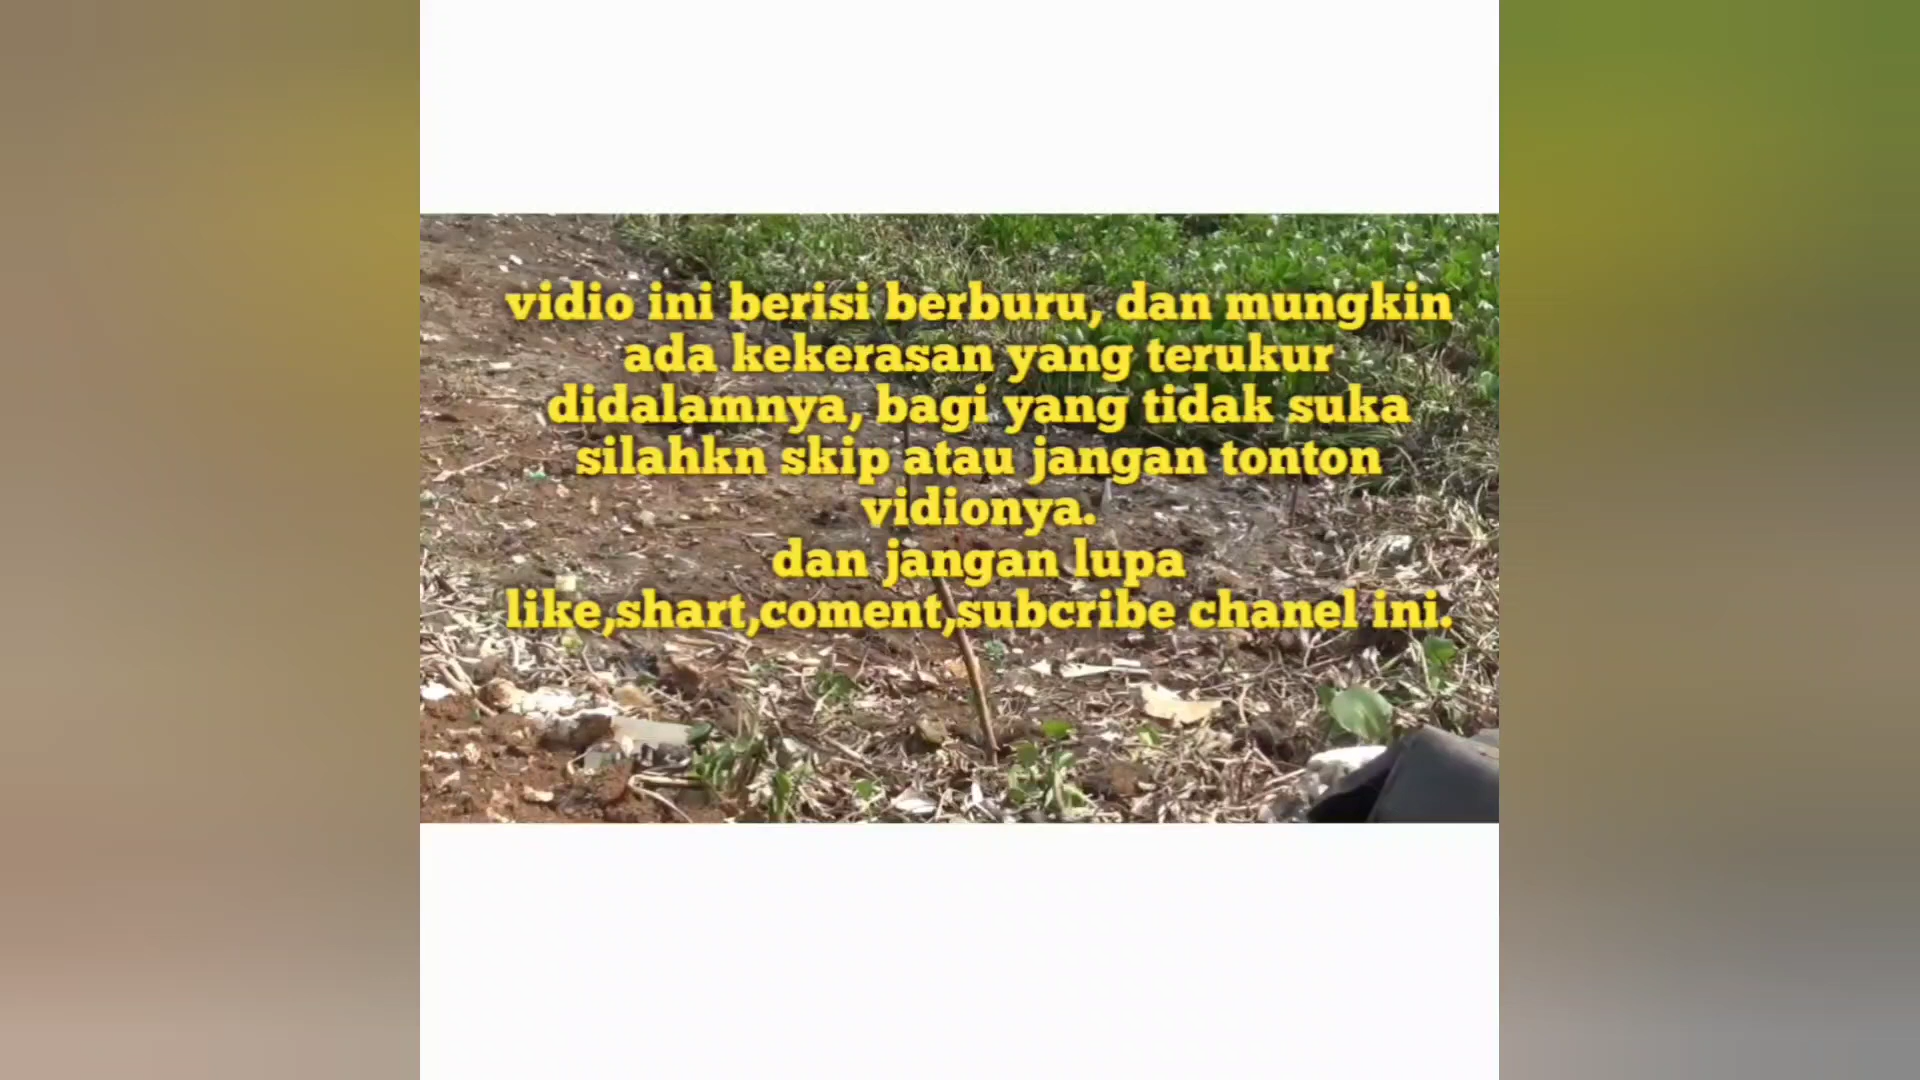 vidio ini berisi berburu, dan mungkin
ada kekerasan yang terukur
didalamnya, bagi yang tidak suka
silahkn skip atau jangan tonton
vidionya.
dan jangan lupa
like,shart,coment,subcribe chanel ini.